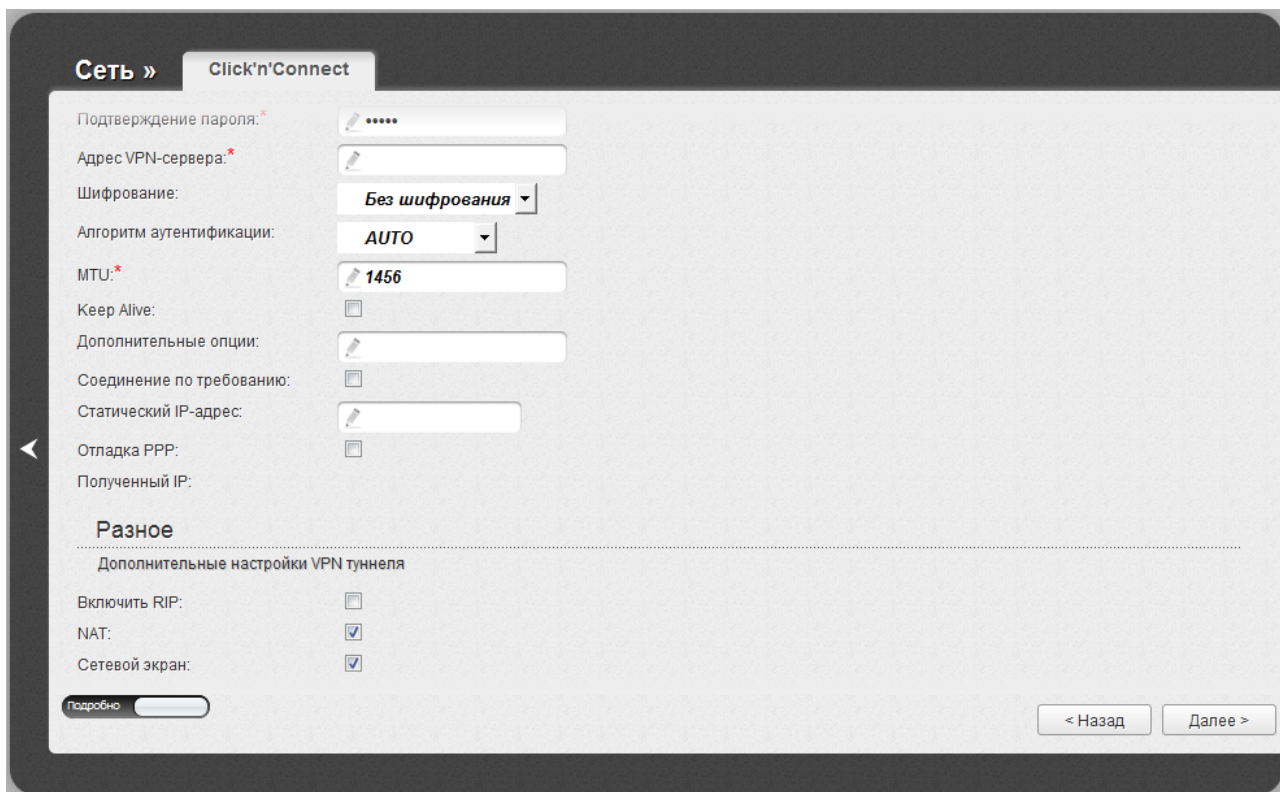 Сеть »
Click'n'Connect
Подтверждение пароля:* •••••
Адрес VPN-сервера:*
Шифрование: Без шифрования
Алгоритм аутентификации: AUTO
MTU:* 1456
Keep Alive:
Дополнительные опции:
Соединение по требованию:
Статический IP-адрес:
Отладка PPP:
Полученный IP:
Разное
Дополнительные настройки VPN туннеля
Включить RIP:
NAT:
Сетевой экран:
Подробно
< Назад
Далее >